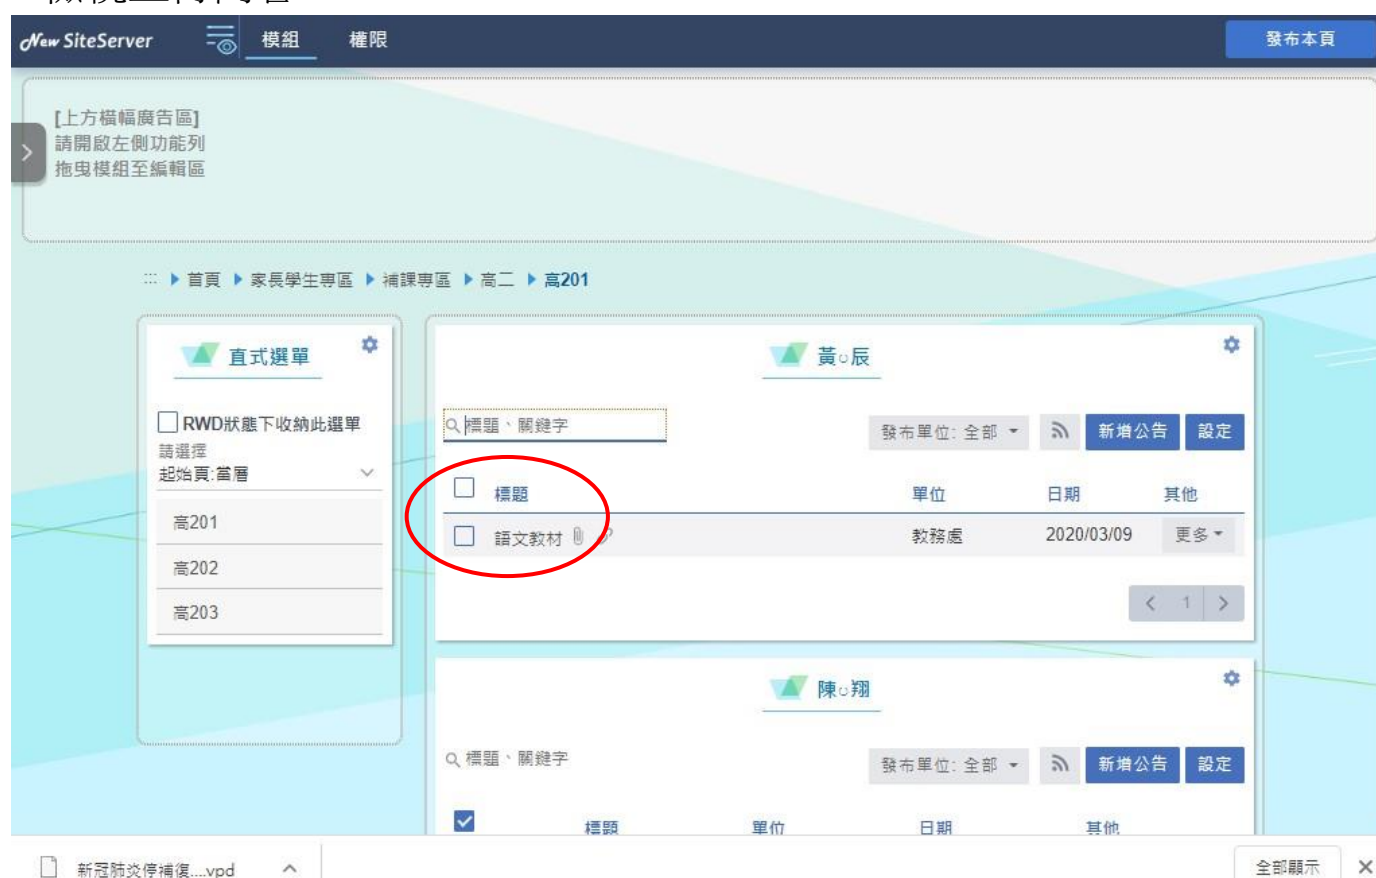 New SiteServer 模組 權限 發布本頁
[上方橫幅廣告區]
請開啟左側功能列
拖曳模組至編輯區
::: 首頁 家長學生專區 補課專區 高二 高201
直式選單
RWD狀態下收納此選單
請選擇
起始頁:當層
高201
高202
高203
黃○辰
標題、關鍵字 發布單位: 全部 新增公告 設定
標題 單位 日期 其他
語文教材 教務處 2020/03/09 更多
1
陳○翔
標題、關鍵字 發布單位: 全部 新增公告 設定
標題 單位 日期 其他
新冠肺炎停補復....vpd 全部顯示